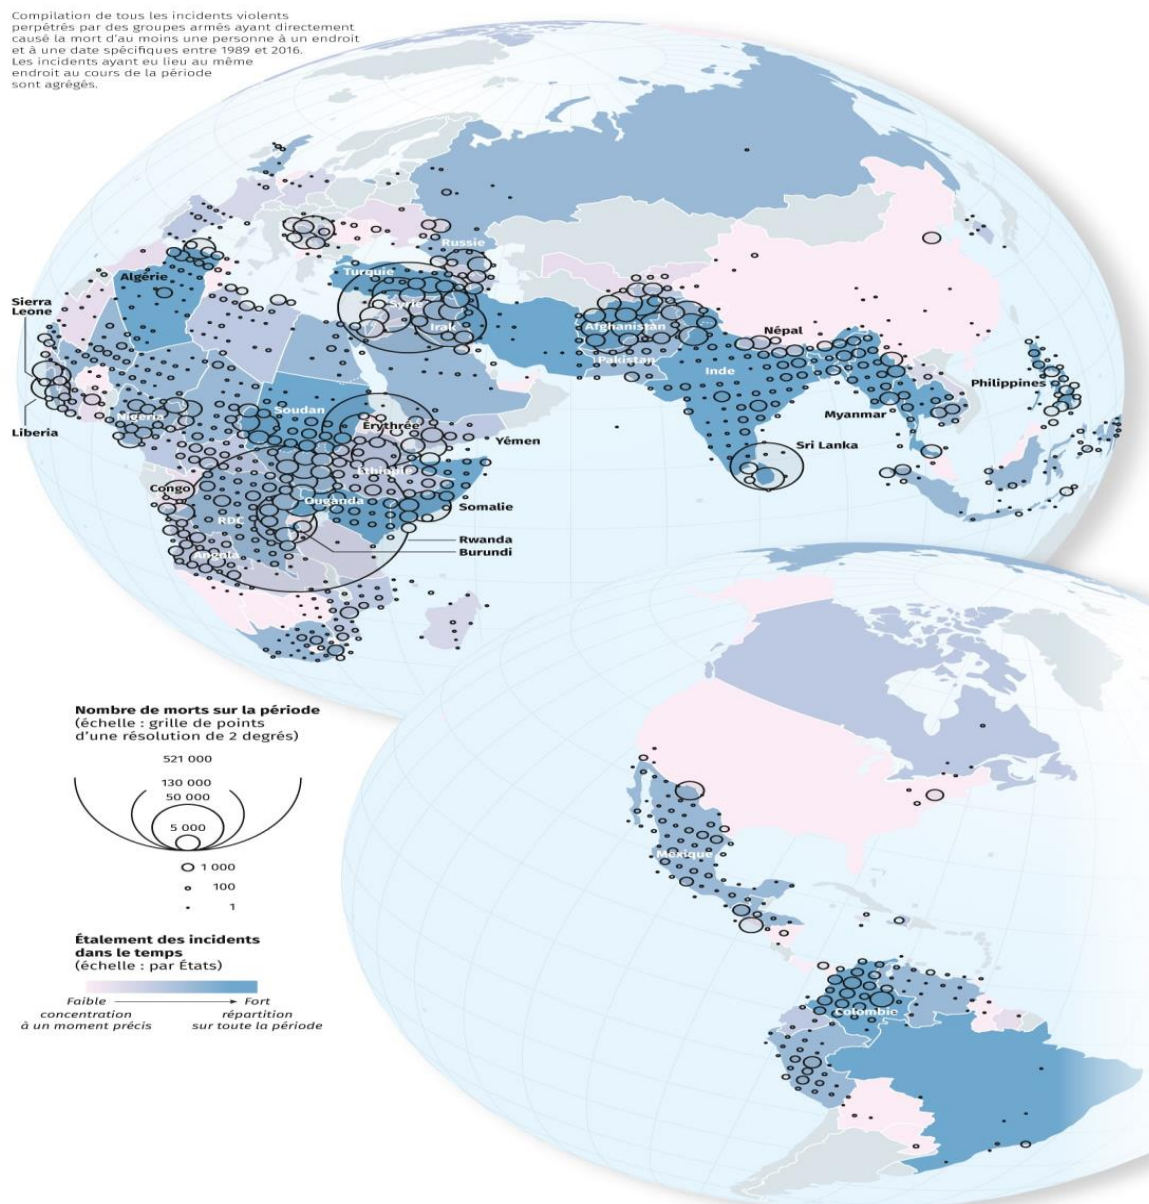 Compilation de tous les incidents violents
perpétrés par des groupes armés ayant directement
causé la mort d'au moins une personne à un endroit
et à une date spécifiques entre 1989 et 2016.
Les incidents ayant eu lieu au même
endroit au cours de la période
sont agrégés.
Russie
Turquie
Algérie
Syrie
Irak
Sierra
Leone
Afghanistan
Népal
Pakistan
Inde
Philippines
Myanmar
Nigeria
Soudan
Érythrée
Liberia
Yémen
Sri Lanka
Éthiopie
Congo
Ouganda
Somalie
RDC
Rwanda
Burundi
Angola
Nombre de morts sur la période
(échelle : grille de points
d'une résolution de 2 degrés)
521 000
130 000
50 000
5 000
1 000
100
1
Étalement des incidents
dans le temps
(échelle : par États)
Faible
Fort
concentration
répartition
à un moment précis
sur toute la période
Mexique
Colombie